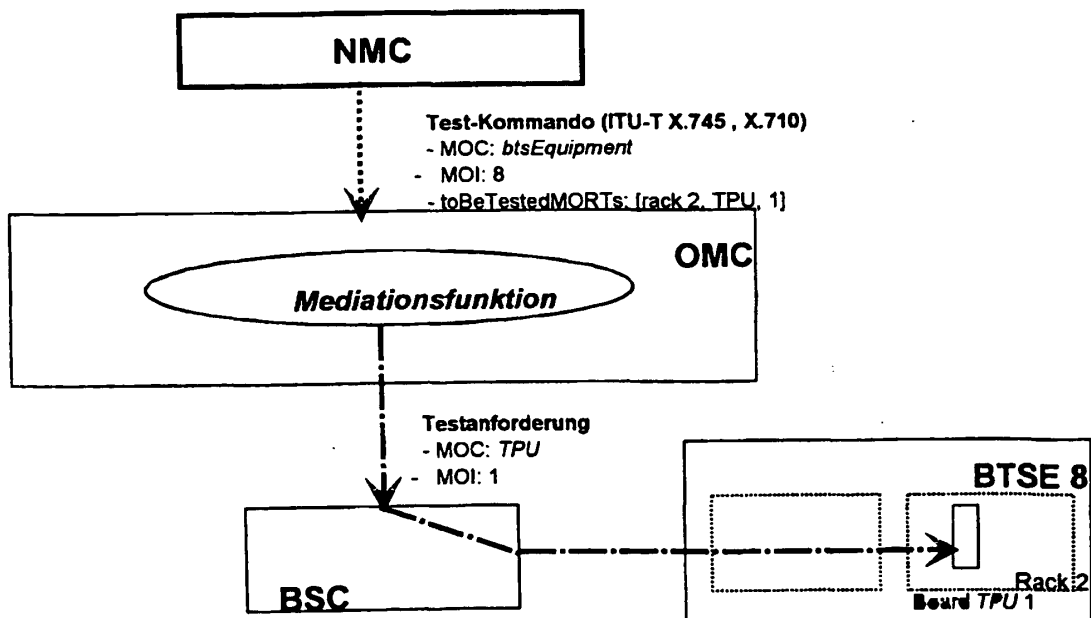 NMC
Test-Kommando (ITU-T X.745 , X.710)
- MOC: btsEquipment
- MOI: 8
- toBeTestedMORTs: [rack 2, TPU, 1]
OMC
Mediationsfunktion
Testanforderung
- MOC: TPU
- MOI: 1
BTSE 8
Rack 2
Board TPU 1
BSC